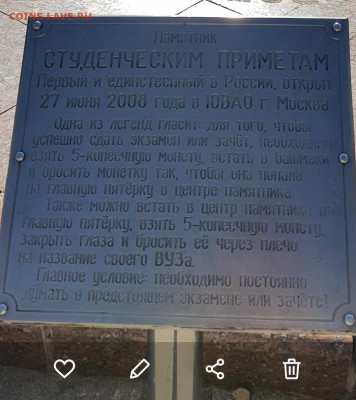 COINS.LAVE.RU
Памятник
СТУДЕНЧЕСКИМ ПРИМЕТАМ
Первый и единственный в России, открыт
27 июня 2008 года в ЮВАО г. Москва
Одна из легенд гласит: для того, чтобы
успешно сдать экзамен или зачёт, необходимо
взять 5-копеечную монету, встать в башмаки
и бросить монетку так, чтобы она попала
на главную пятёрку в центре памятника.
Также можно встать в центр памятника на
главную пятёрку, взять 5-копеечную монету,
закрыть глаза и бросить её через плечо
на название своего ВУЗа.
Главное условие: необходимо постоянно
думать о предстоящем экзамене или зачёте!